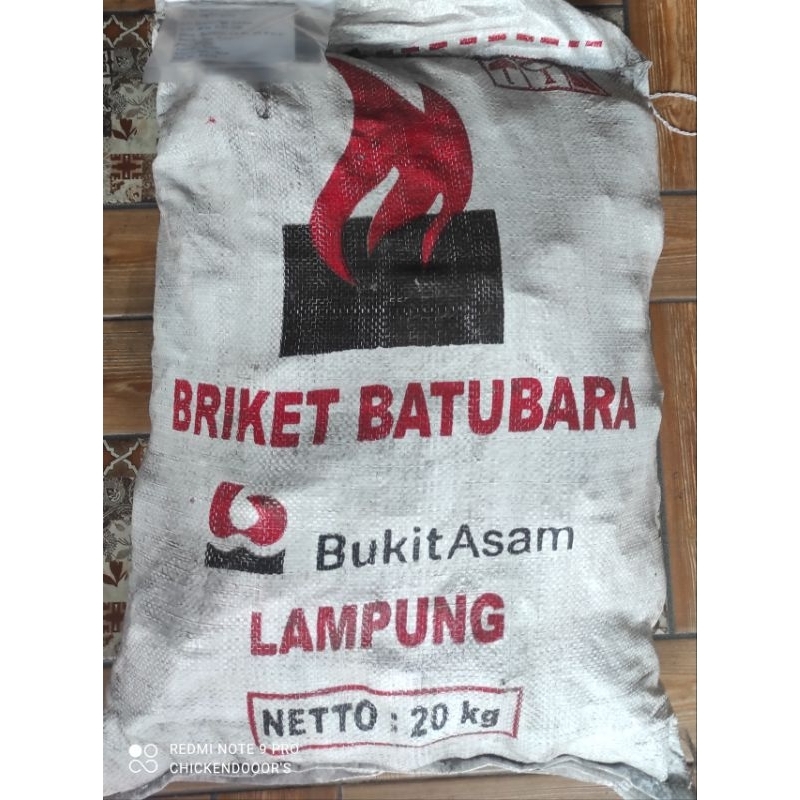 BRIKET BATUBARA
BukitAsam
LAMPUNG
NETTO : 20 kg
REDMI NOTE 9 PRO
CHICKENDOOOR'S